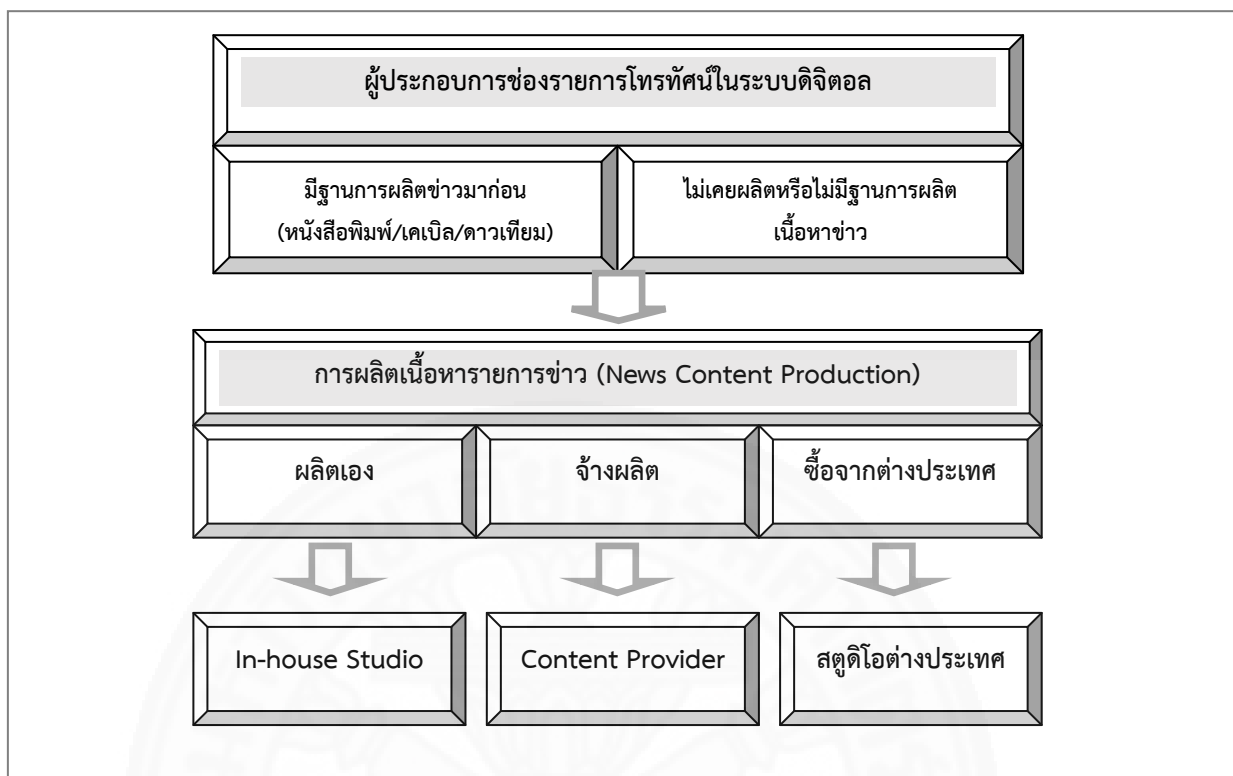 ผู้ประกอบการช่องรายการโทรทัศน์ในระบบดิจิตอล
มีฐานการผลิตข่าวมาก่อน
(หนังสือพิมพ์/เคเบิล/ดาวเทียม)
ไม่เคยผลิตหรือไม่มีฐานการผลิต
เนื้อหาข่าว
การผลิตเนื้อหารายการข่าว (News Content Production)
ผลิตเอง
จ้างผลิต
ซื้อจากต่างประเทศ
In-house Studio
Content Provider
สตูดิโอต่างประเทศ